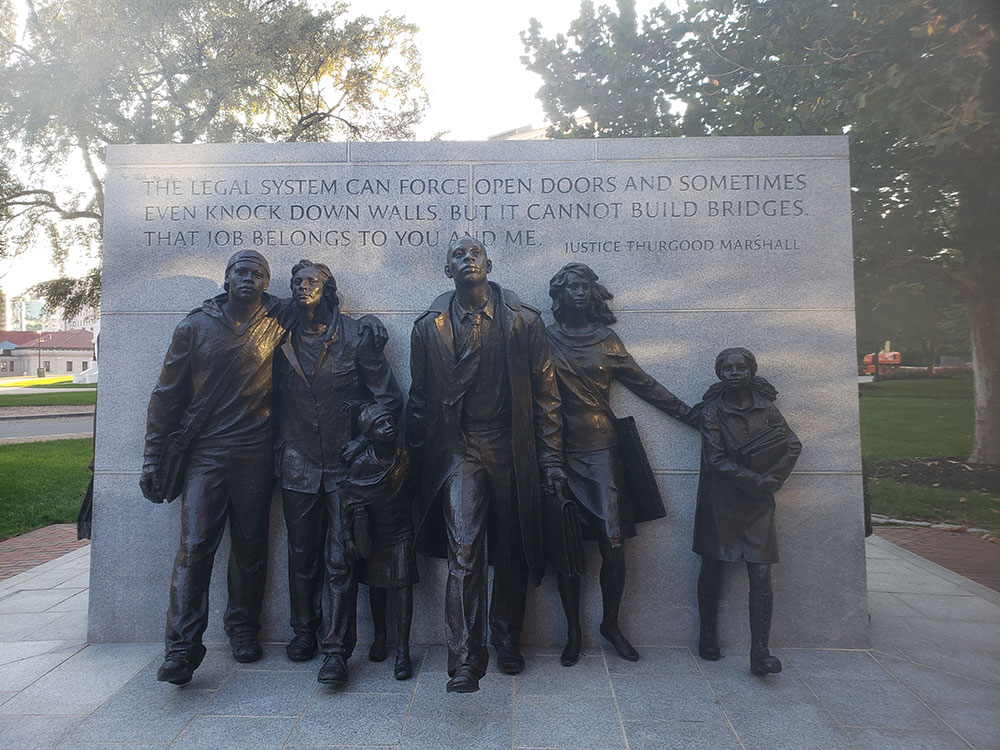 THE LEGAL SYSTEM CAN FORCE OPEN DOORS AND SOMETIMES
EVEN KNOCK DOWN WALLS. BUT IT CANNOT BUILD BRIDGES.
THAT JOB BELONGS TO YOU AND ME. JUSTICE THURGOOD MARSHALL